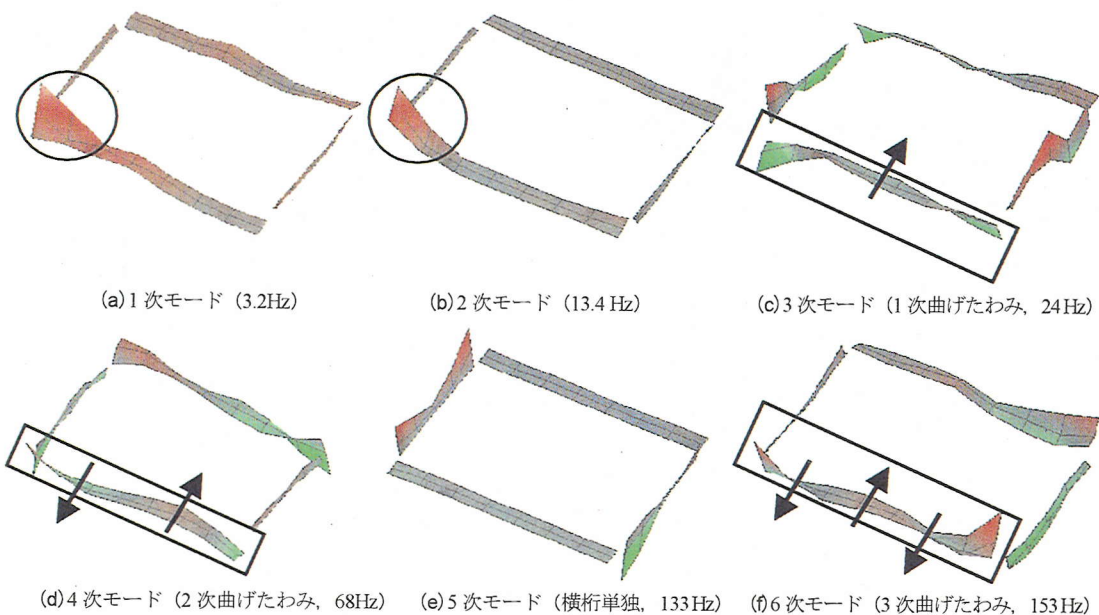 (a) 1 次モード (3.2Hz)
(b) 2 次モード (13.4 Hz)
(c) 3 次モード (1 次曲げたわみ, 24 Hz)
(d) 4 次モード (2 次曲げたわみ, 68Hz)
(e) 5 次モード (横桁単独, 133 Hz)
(f) 6 次モード (3 次曲げたわみ, 153 Hz)